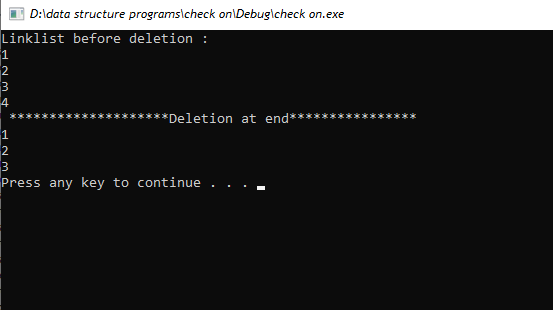 D:\data structure programs\check on\Debug\check on.exe
Linklist before deletion :
1
2
3
4
********************Deletion at end****************
1
2
3
Press any key to continue . . .